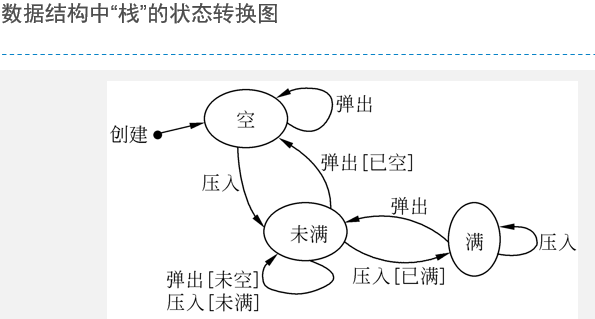 数据结构中“栈”的状态转换图
弹出
空
创建
弹出[已空]
压入
弹出
未满
满
压入
压入[已满]
弹出[未空]
压入[未满]